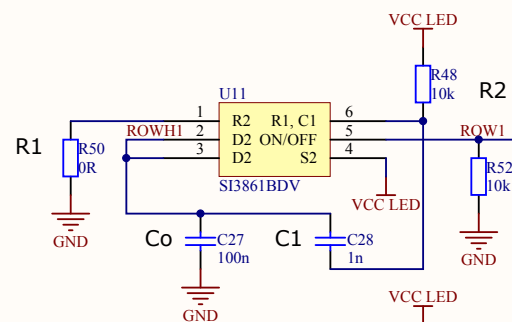 VCC LED
R48
10k
R2
U11
1
R2
R1, C1
6
ROWH1
2
D2
ON/OFF
5
ROW1
3
D2
S2
4
R1
R50
0R
SI3861BDV
R52
10k
VCC LED
GND
Co
C27
100n
C1
C28
1n
GND
GND
VCC LED